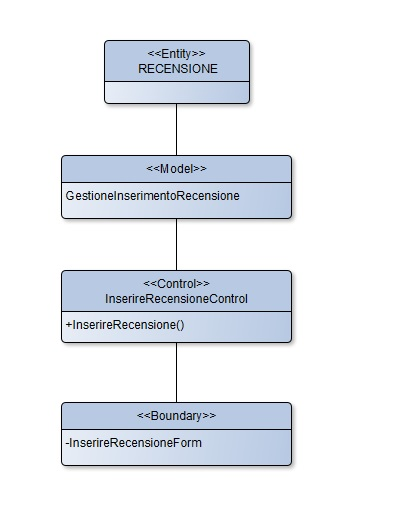 <<Entity>>
RECENSIONE
<<Model>>
GestioneInserimentoRecensione
<<Control>>
InserireRecensioneControl
+InserireRecensione()
<<Boundary>>
-InserireRecensioneForm